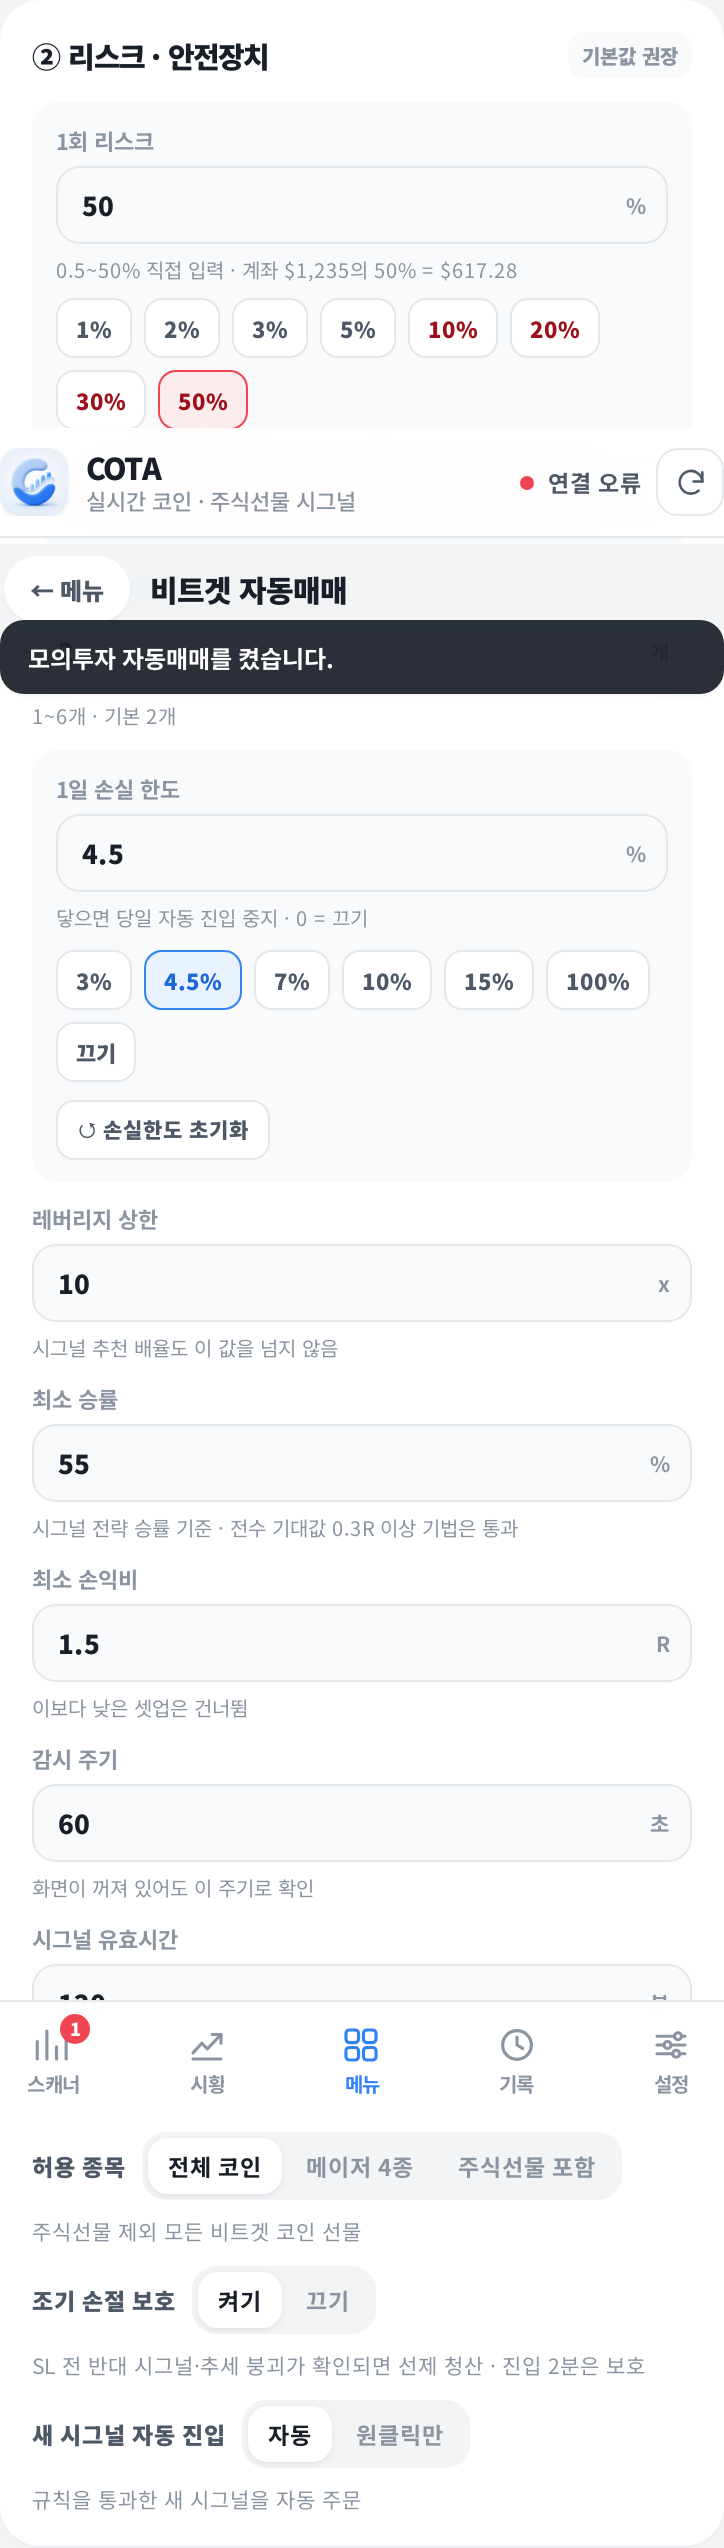 ② 리스크 · 안전장치
기본값 권장
1회 리스크
50 %
0.5~50% 직접 입력 · 계좌 $1,235의 50% = $617.28
1% 2% 3% 5% 10% 20%
30% 50%
COTA
실시간 코인 · 주식선물 시그널
연결 오류
← 메뉴
비트겟 자동매매
개
모의투자 자동매매를 켰습니다.
1~6개 · 기본 2개
1일 손실 한도
4.5 %
닿으면 당일 자동 진입 중지 · 0 = 끄기
3% 4.5% 7% 10% 15% 100%
끄기
손실한도 초기화
레버리지 상한
10 x
시그널 추천 배율도 이 값을 넘지 않음
최소 승률
55 %
시그널 전략 승률 기준 · 전수 기대값 0.3R 이상 기법은 통과
최소 손익비
1.5 R
이보다 낮은 셋업은 건너뜀
감시 주기
60 초
화면이 꺼져 있어도 이 주기로 확인
시그널 유효시간
1
스캐너 시황 메뉴 기록 설정
허용 종목 전체 코인 메이저 4종 주식선물 포함
주식선물 제외 모든 비트겟 코인 선물
조기 손절 보호 켜기 끄기
SL 전 반대 시그널·추세 붕괴가 확인되면 선제 청산 · 진입 2분은 보호
새 시그널 자동 진입 자동 원클릭만
규칙을 통과한 새 시그널을 자동 주문